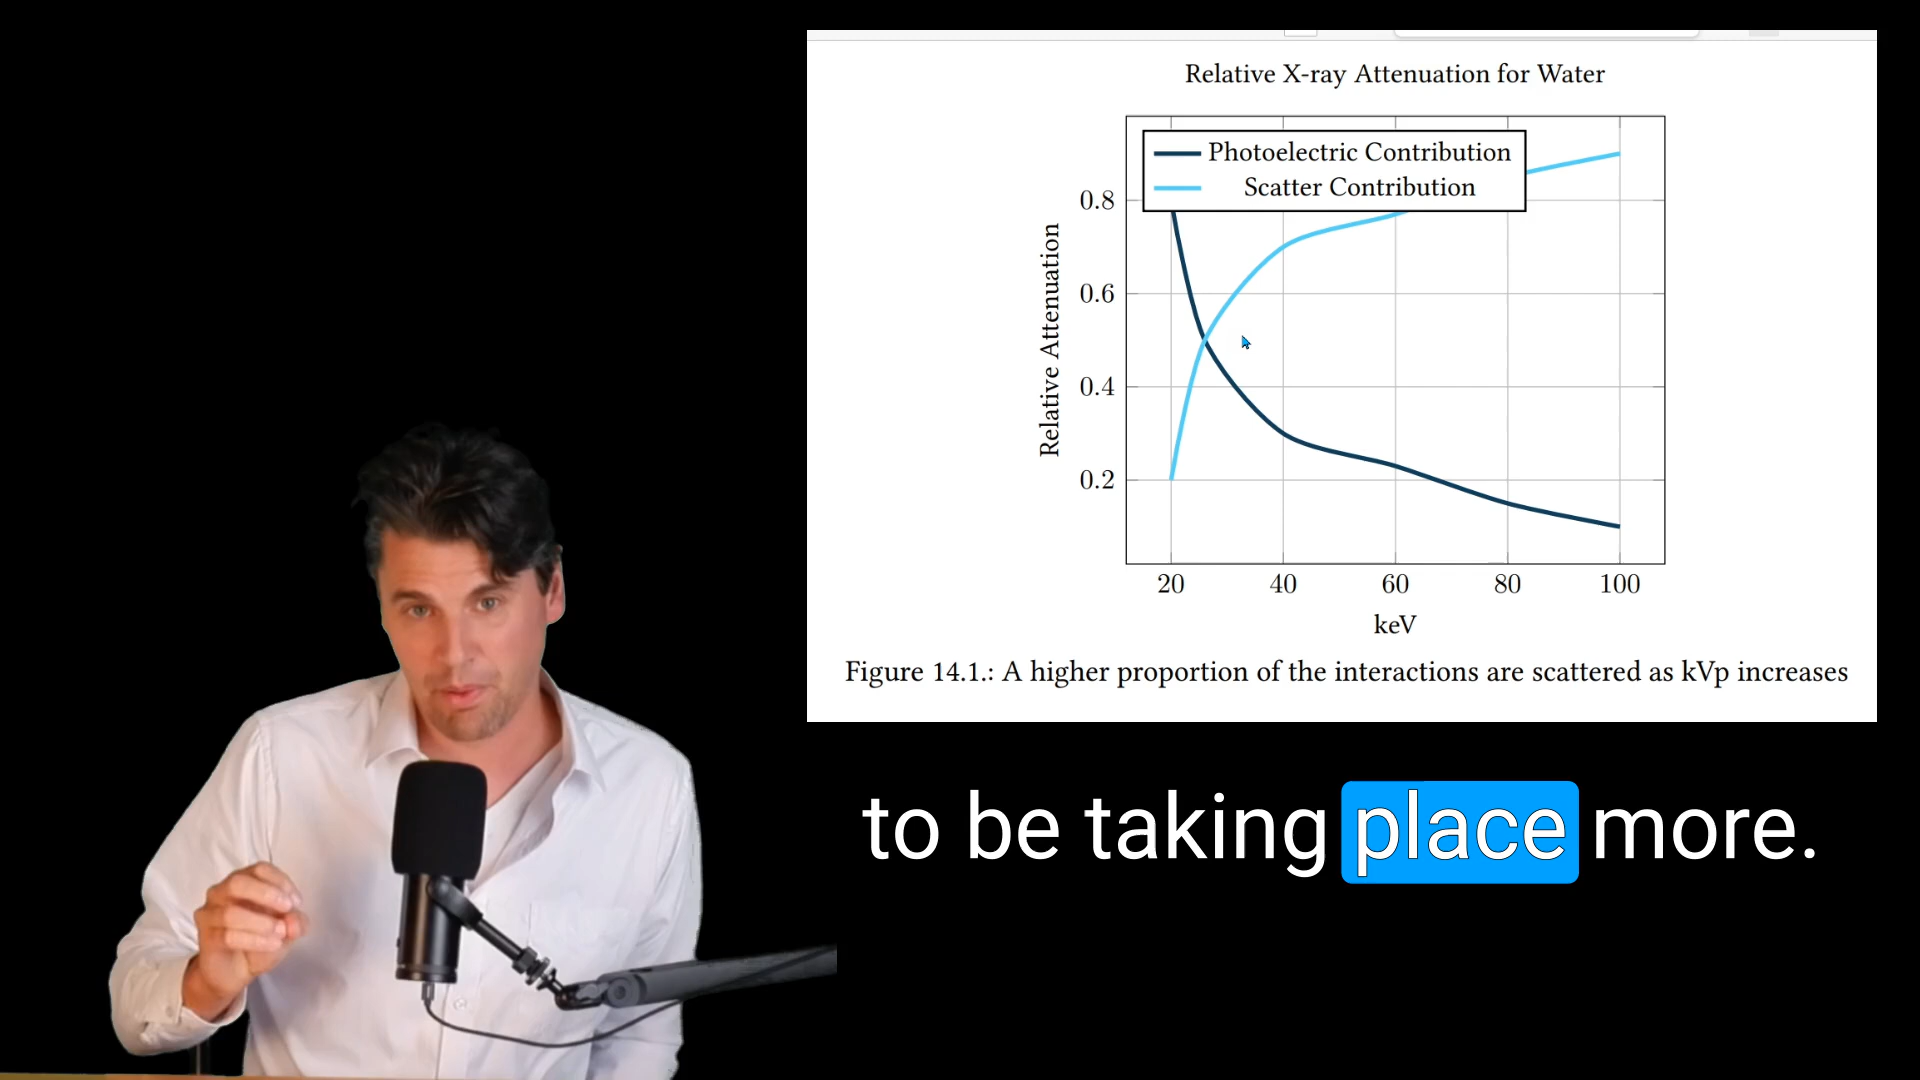 Relative X-ray Attenuation for Water
Photoelectric Contribution
Scatter Contribution
0.8
0.6
0.4
0.2
Relative Attenuation
20 40 60 80 100
keV
Figure 14.1.: A higher proportion of the interactions are scattered as kVp increases
to be taking place more.